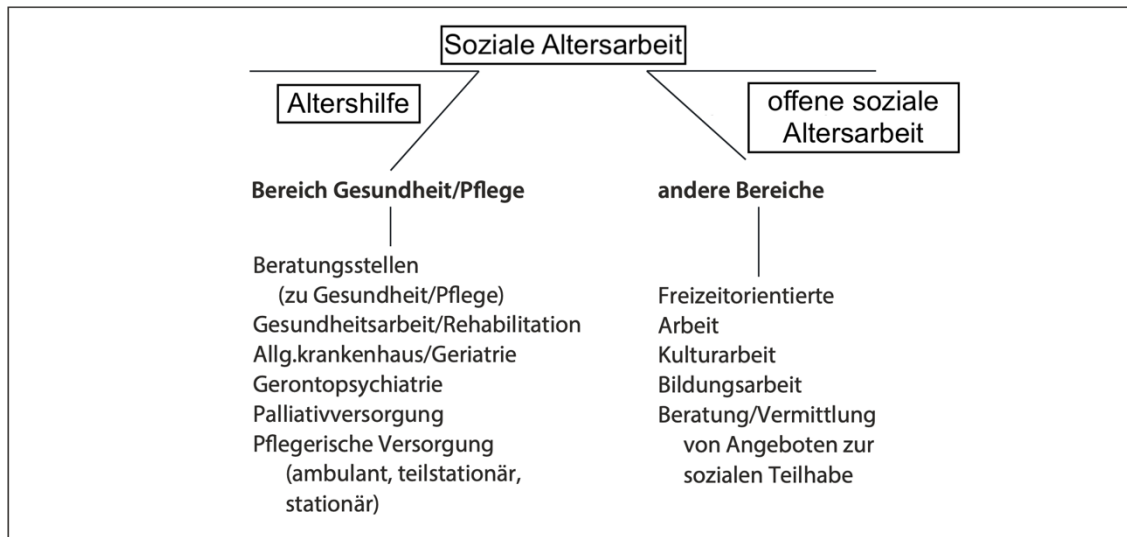 Soziale Altersarbeit
Altershilfe
offene soziale
Altersarbeit
Bereich Gesundheit/Pflege
Beratungsstellen
(zu Gesundheit/Pflege)
Gesundheitsarbeit/Rehabilitation
Allg.krankenhaus/Geriatrie
Gerontopsychiatrie
Palliativversorgung
Pflegerische Versorgung
(ambulant, teilstationär,
stationär)
andere Bereiche
Freizeitorientierte
Arbeit
Kulturarbeit
Bildungsarbeit
Beratung/Vermittlung
von Angeboten zur
sozialen Teilhabe